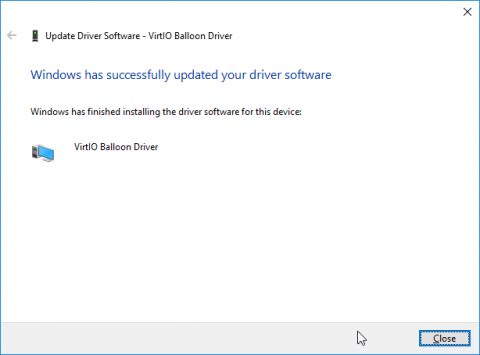 Update Driver Software - VirtIO Balloon Driver
Windows has successfully updated your driver software
Windows has finished installing the driver software for this device:
VirtIO Balloon Driver
Close